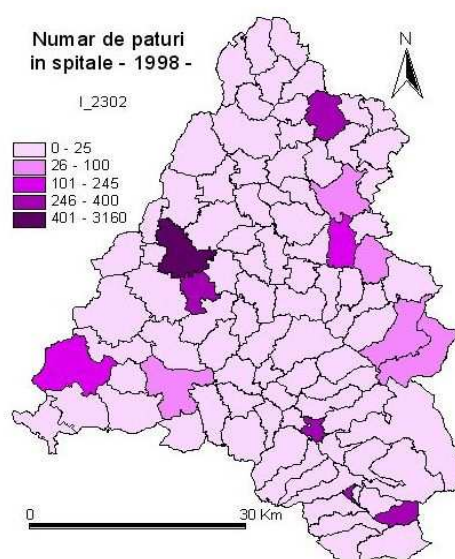 Numar de paturi
in spitale - 1998 -
N
I_2302
0 - 25
26 - 100
101 - 245
246 - 400
401 - 3160
0 30 Km